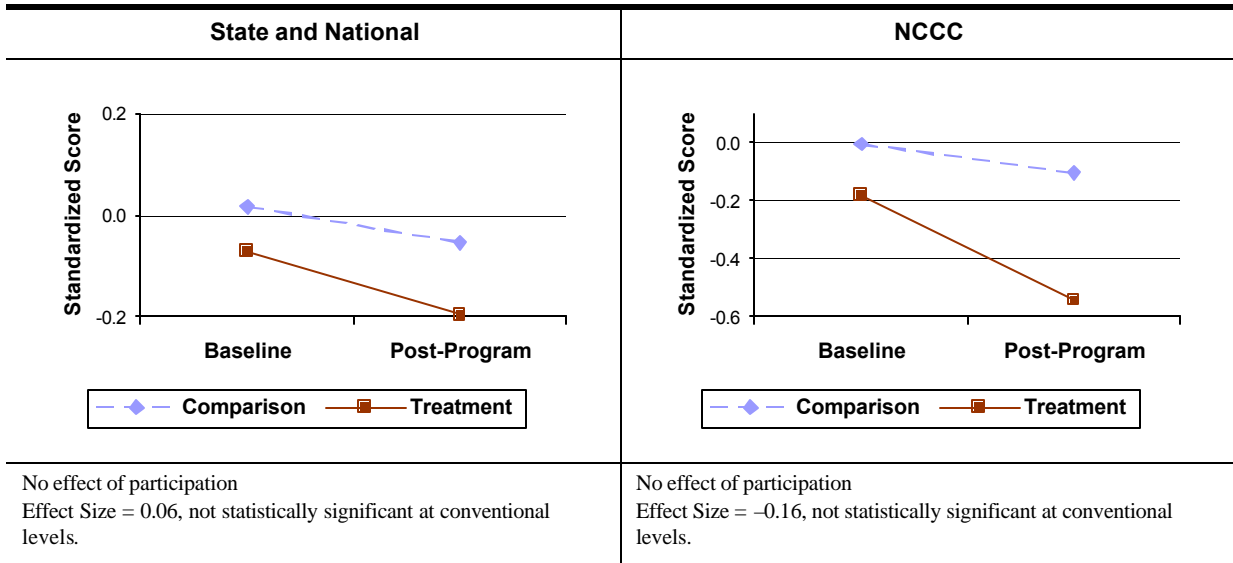 State and National
NCCC
Standardized Score
0.2
0.0
-0.2
Baseline Post-Program
Comparison Treatment
Standardized Score
0.0
-0.2
-0.4
-0.6
Baseline Post-Program
Comparison Treatment
No effect of participation
Effect Size = 0.06, not statistically significant at conventional
levels.
No effect of participation
Effect Size = –0.16, not statistically significant at conventional
levels.